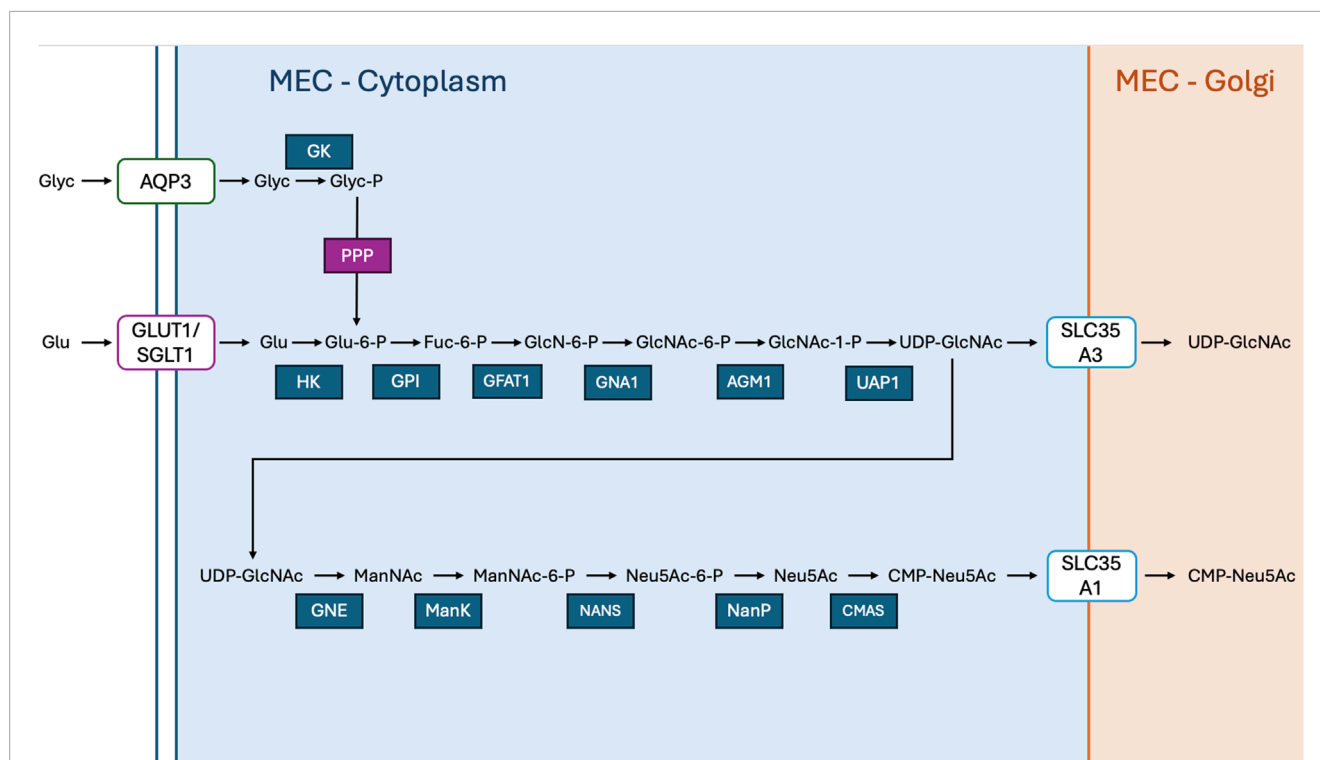 MEC - Cytoplasm
MEC - Golgi
GK
Glyc
AQP3
Glyc
Glyc-P
PPP
Glu
GLUT1/
SGLT1
Glu
Glu-6-P
Fuc-6-P
GlcN-6-P
GlcNAc-6-P
GlcNAc-1-P
UDP-GlcNAc
SLC35
A3
UDP-GlcNAc
HK
GPI
GFAT1
GNA1
AGM1
UAP1
UDP-GlcNAc
ManNAc
ManNAc-6-P
Neu5Ac-6-P
Neu5Ac
CMP-Neu5Ac
SLC35
A1
CMP-Neu5Ac
GNE
ManK
NANS
NanP
CMAS